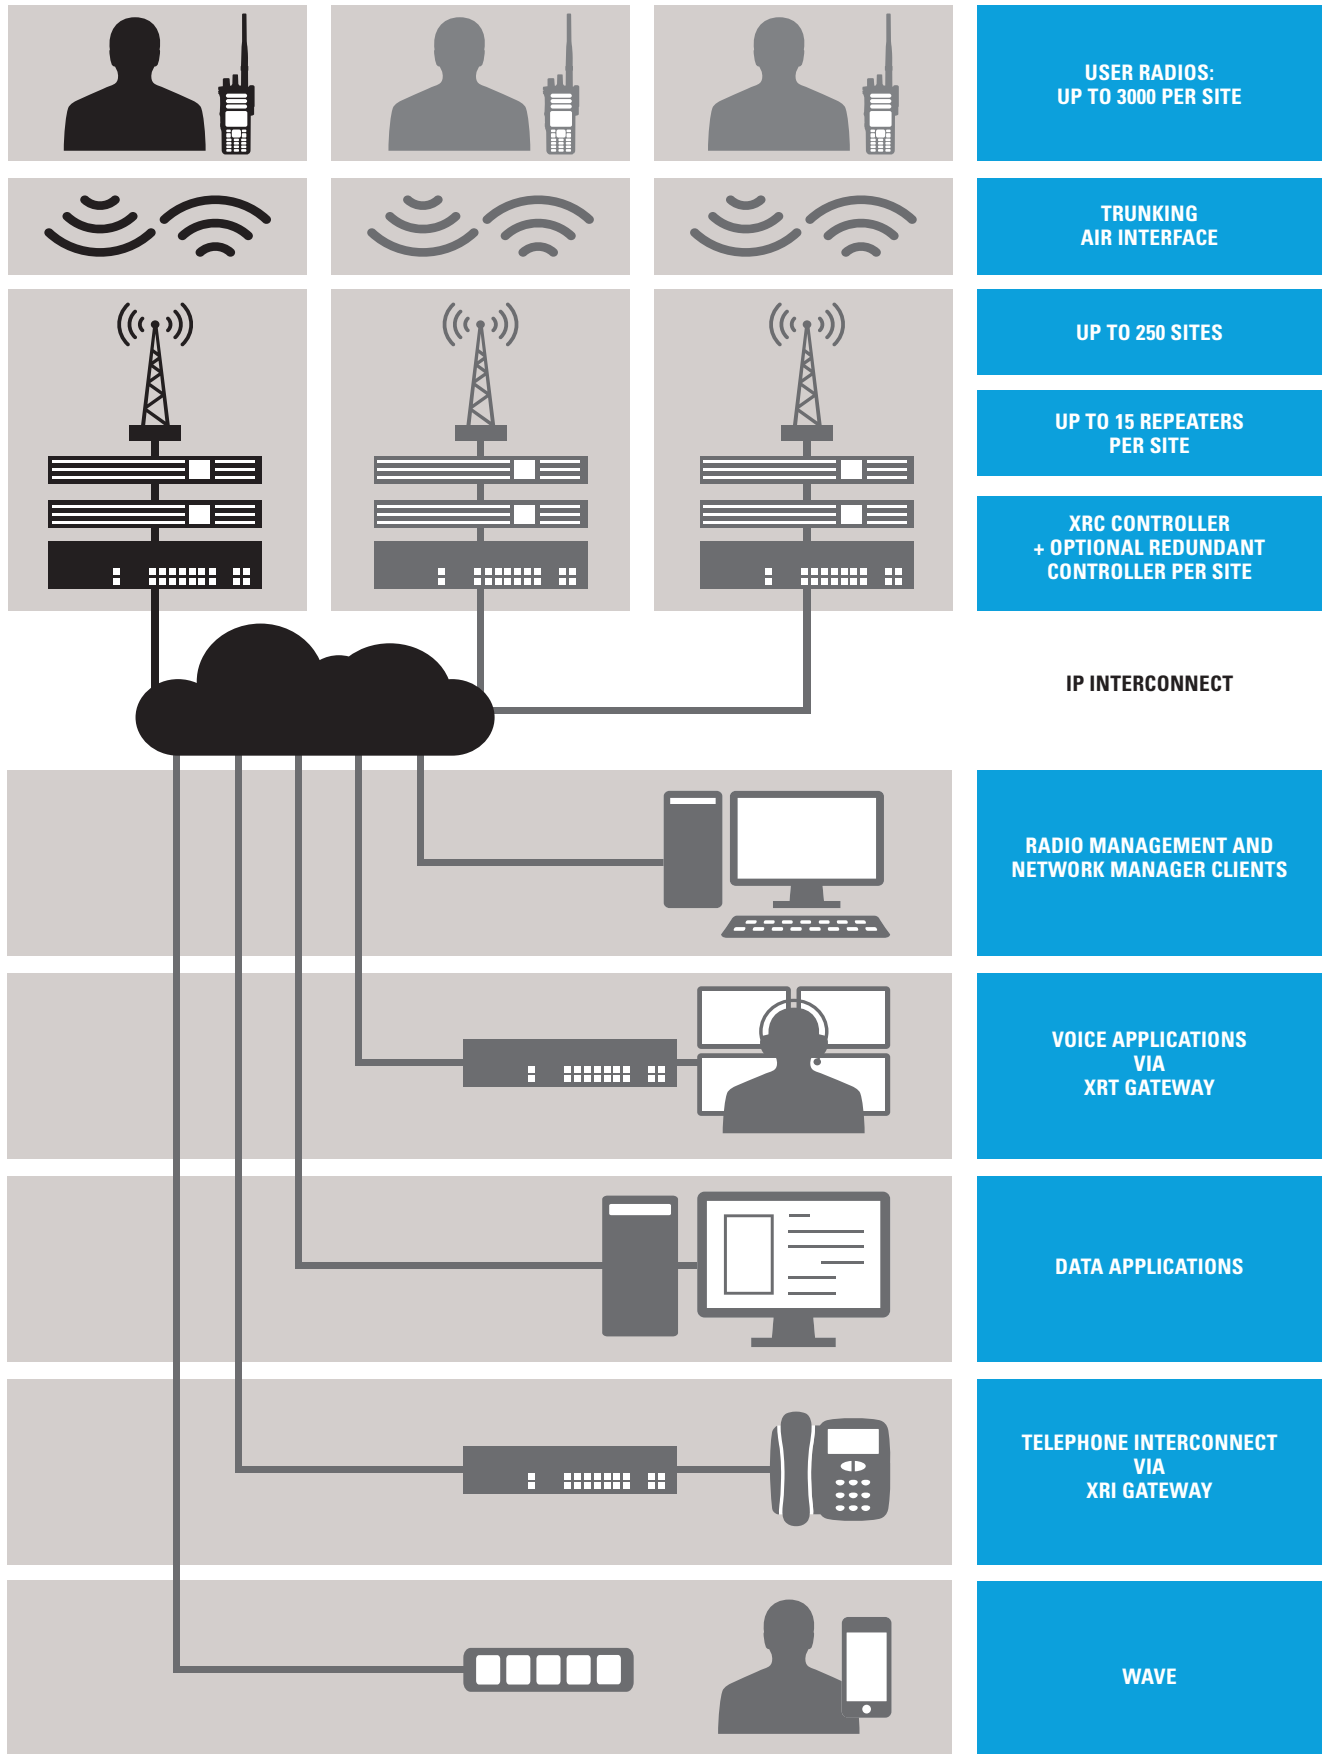 USER RADIOS:
UP TO 3000 PER SITE
TRUNKING
AIR INTERFACE
UP TO 250 SITES
UP TO 15 REPEATERS
PER SITE
XRC CONTROLLER
+ OPTIONAL REDUNDANT
CONTROLLER PER SITE
IP INTERCONNECT
RADIO MANAGEMENT AND
NETWORK MANAGER CLIENTS
VOICE APPLICATIONS
VIA
XRT GATEWAY
DATA APPLICATIONS
TELEPHONE INTERCONNECT
VIA
XRI GATEWAY
WAVE